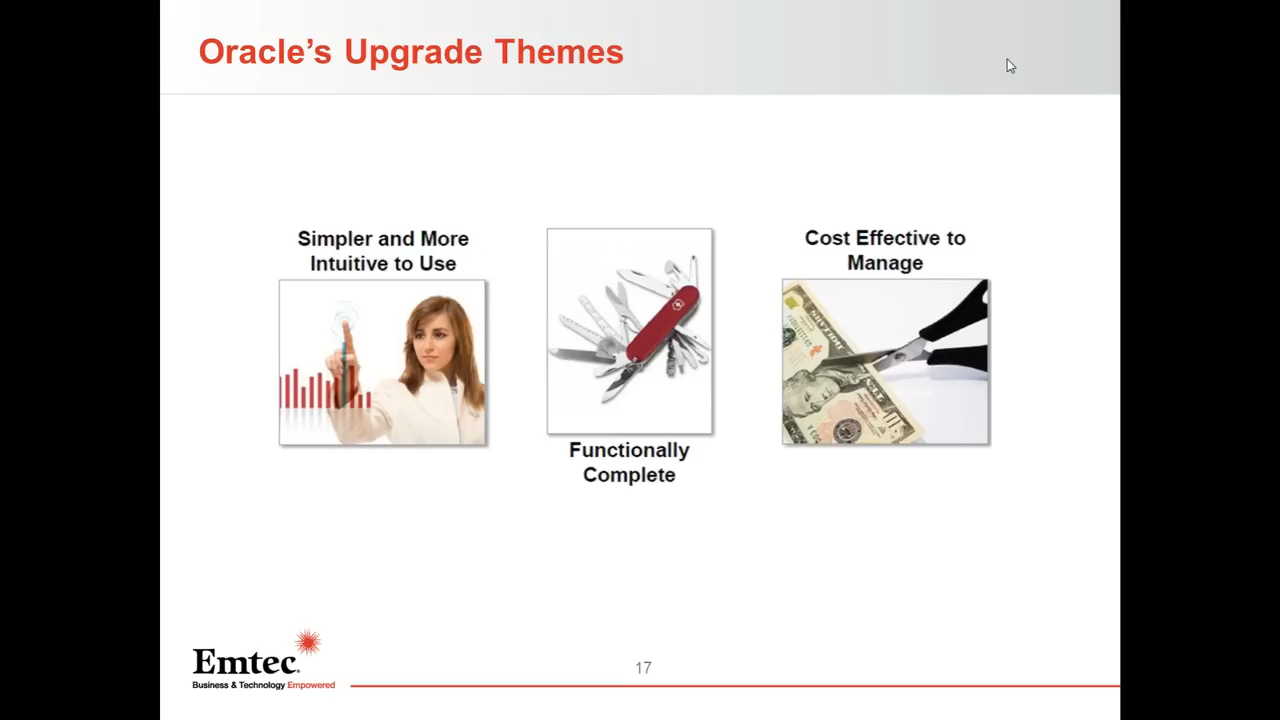 Oracle's Upgrade Themes
Simpler and More
Intuitive to Use
Functionally
Complete
Cost Effective to
Manage
Emtec
Business & Technology Empowered
17